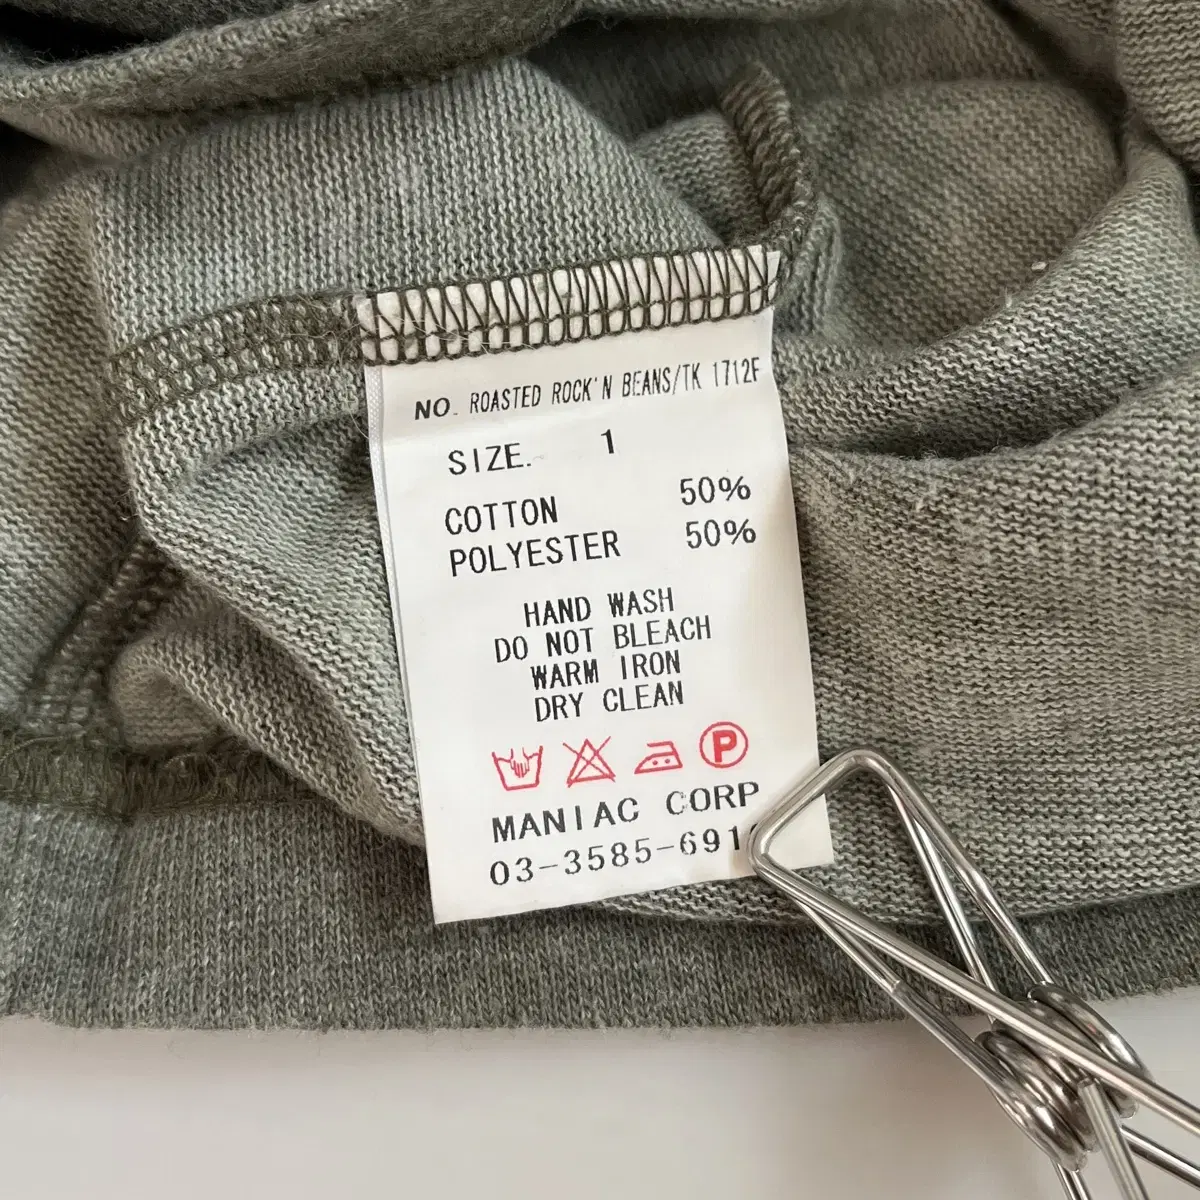 NO. ROASTED ROCK'N BEANS/TK 1712F
SIZE. 1
COTTON 50%
POLYESTER 50%
HAND WASH
DO NOT BLEACH
WARM IRON
DRY CLEAN
P
MANIAC CORP
03-3585-691